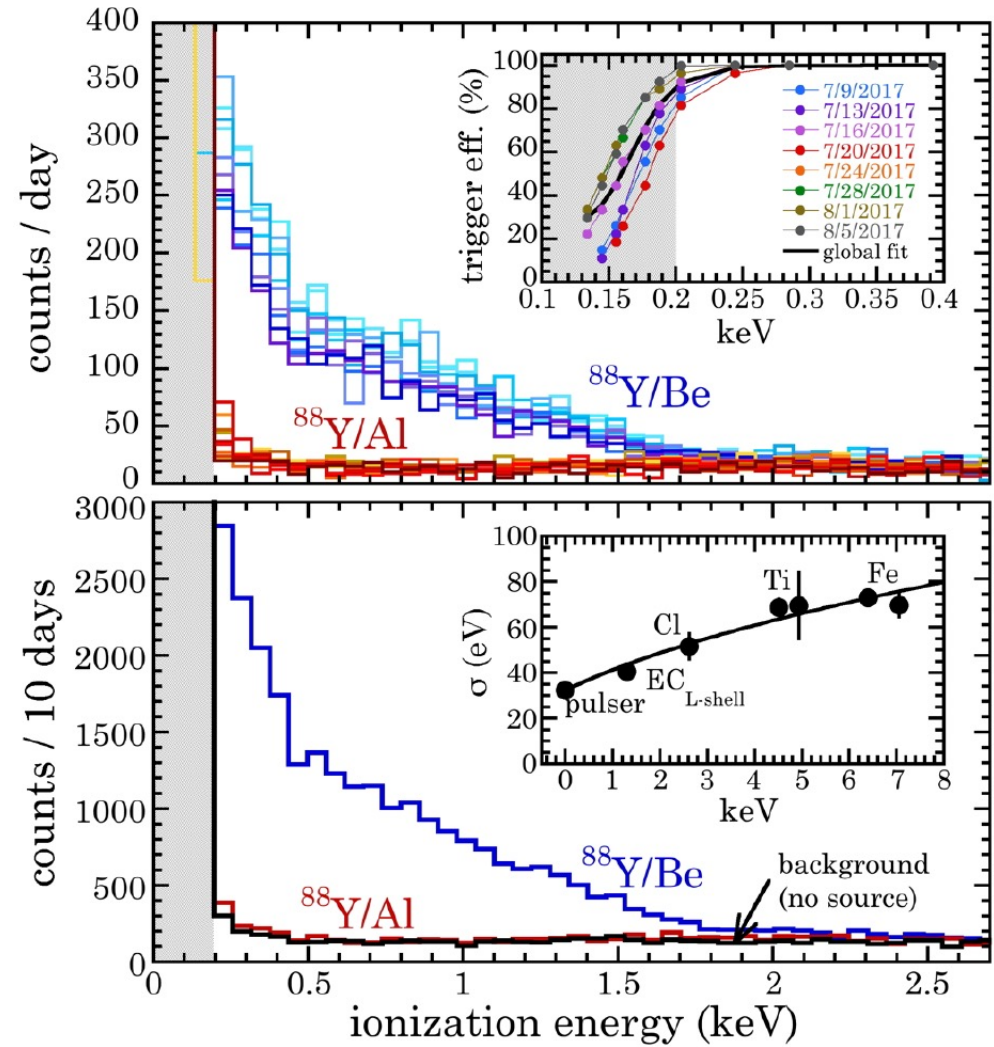 400
350
300
250
200
150
100
50
0
counts / day
⁸⁸Y/Al
⁸⁸Y/Be
100
80
60
40
20
0
trigger eff. (%)
0.1 0.15 0.2 0.25 0.3 0.35 0.4
keV
7/9/2017
7/13/2017
7/16/2017
7/20/2017
7/24/2017
7/28/2017
8/1/2017
8/5/2017
global fit
3000
2500
2000
1500
1000
500
0
counts / 10 days
⁸⁸Y/Al
⁸⁸Y/Be
background
(no source)
100
80
60
40
20
0
σ (eV)
pulser
EC L-shell
Cl
Ti
Fe
0 1 2 3 4 5 6 7 8
keV
0 0.5 1 1.5 2 2.5
ionization energy (keV)